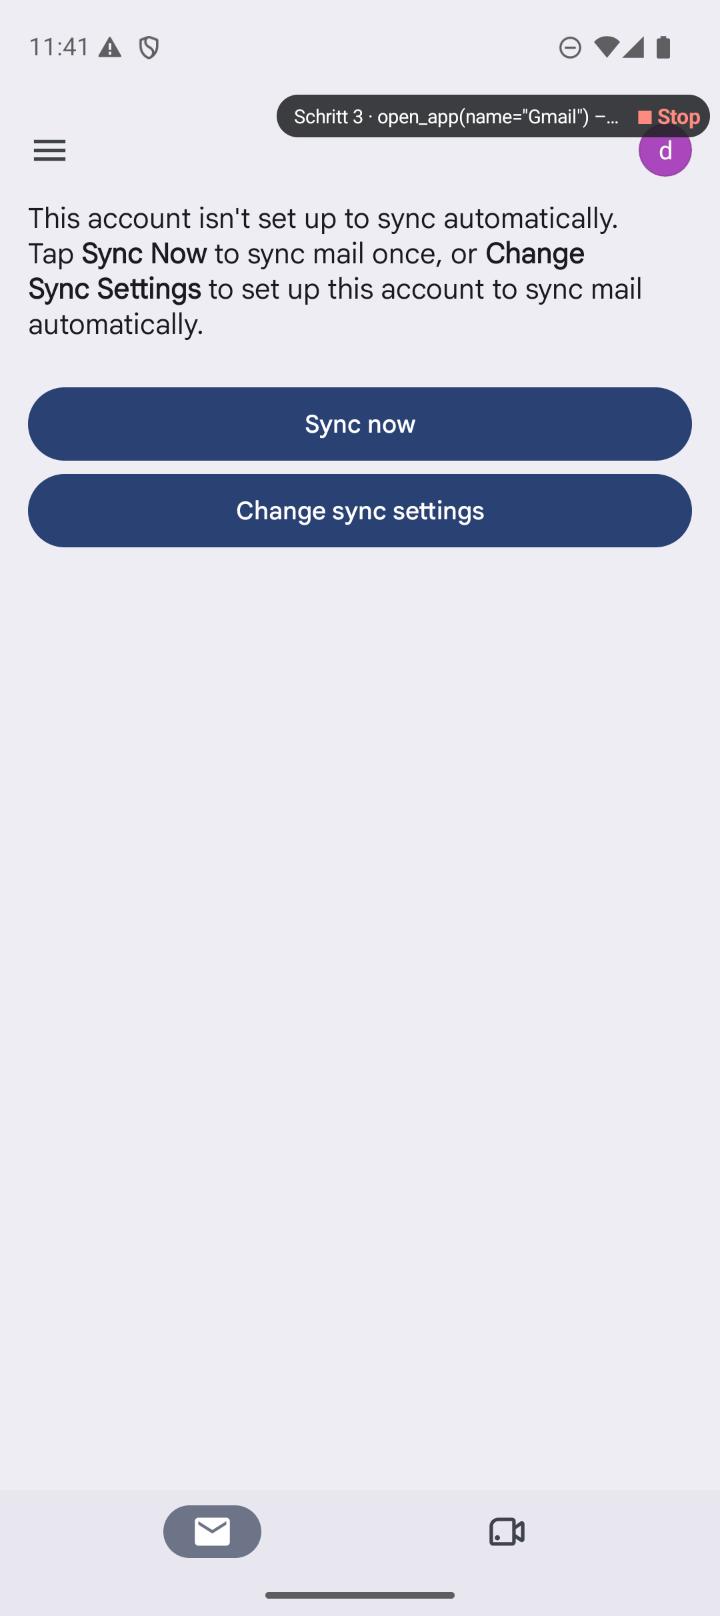 11:41
Schritt 3 · open_app(name="Gmail") –... Stop
d
This account isn't set up to sync automatically.
Tap Sync Now to sync mail once, or Change
Sync Settings to set up this account to sync mail
automatically.
Sync now
Change sync settings